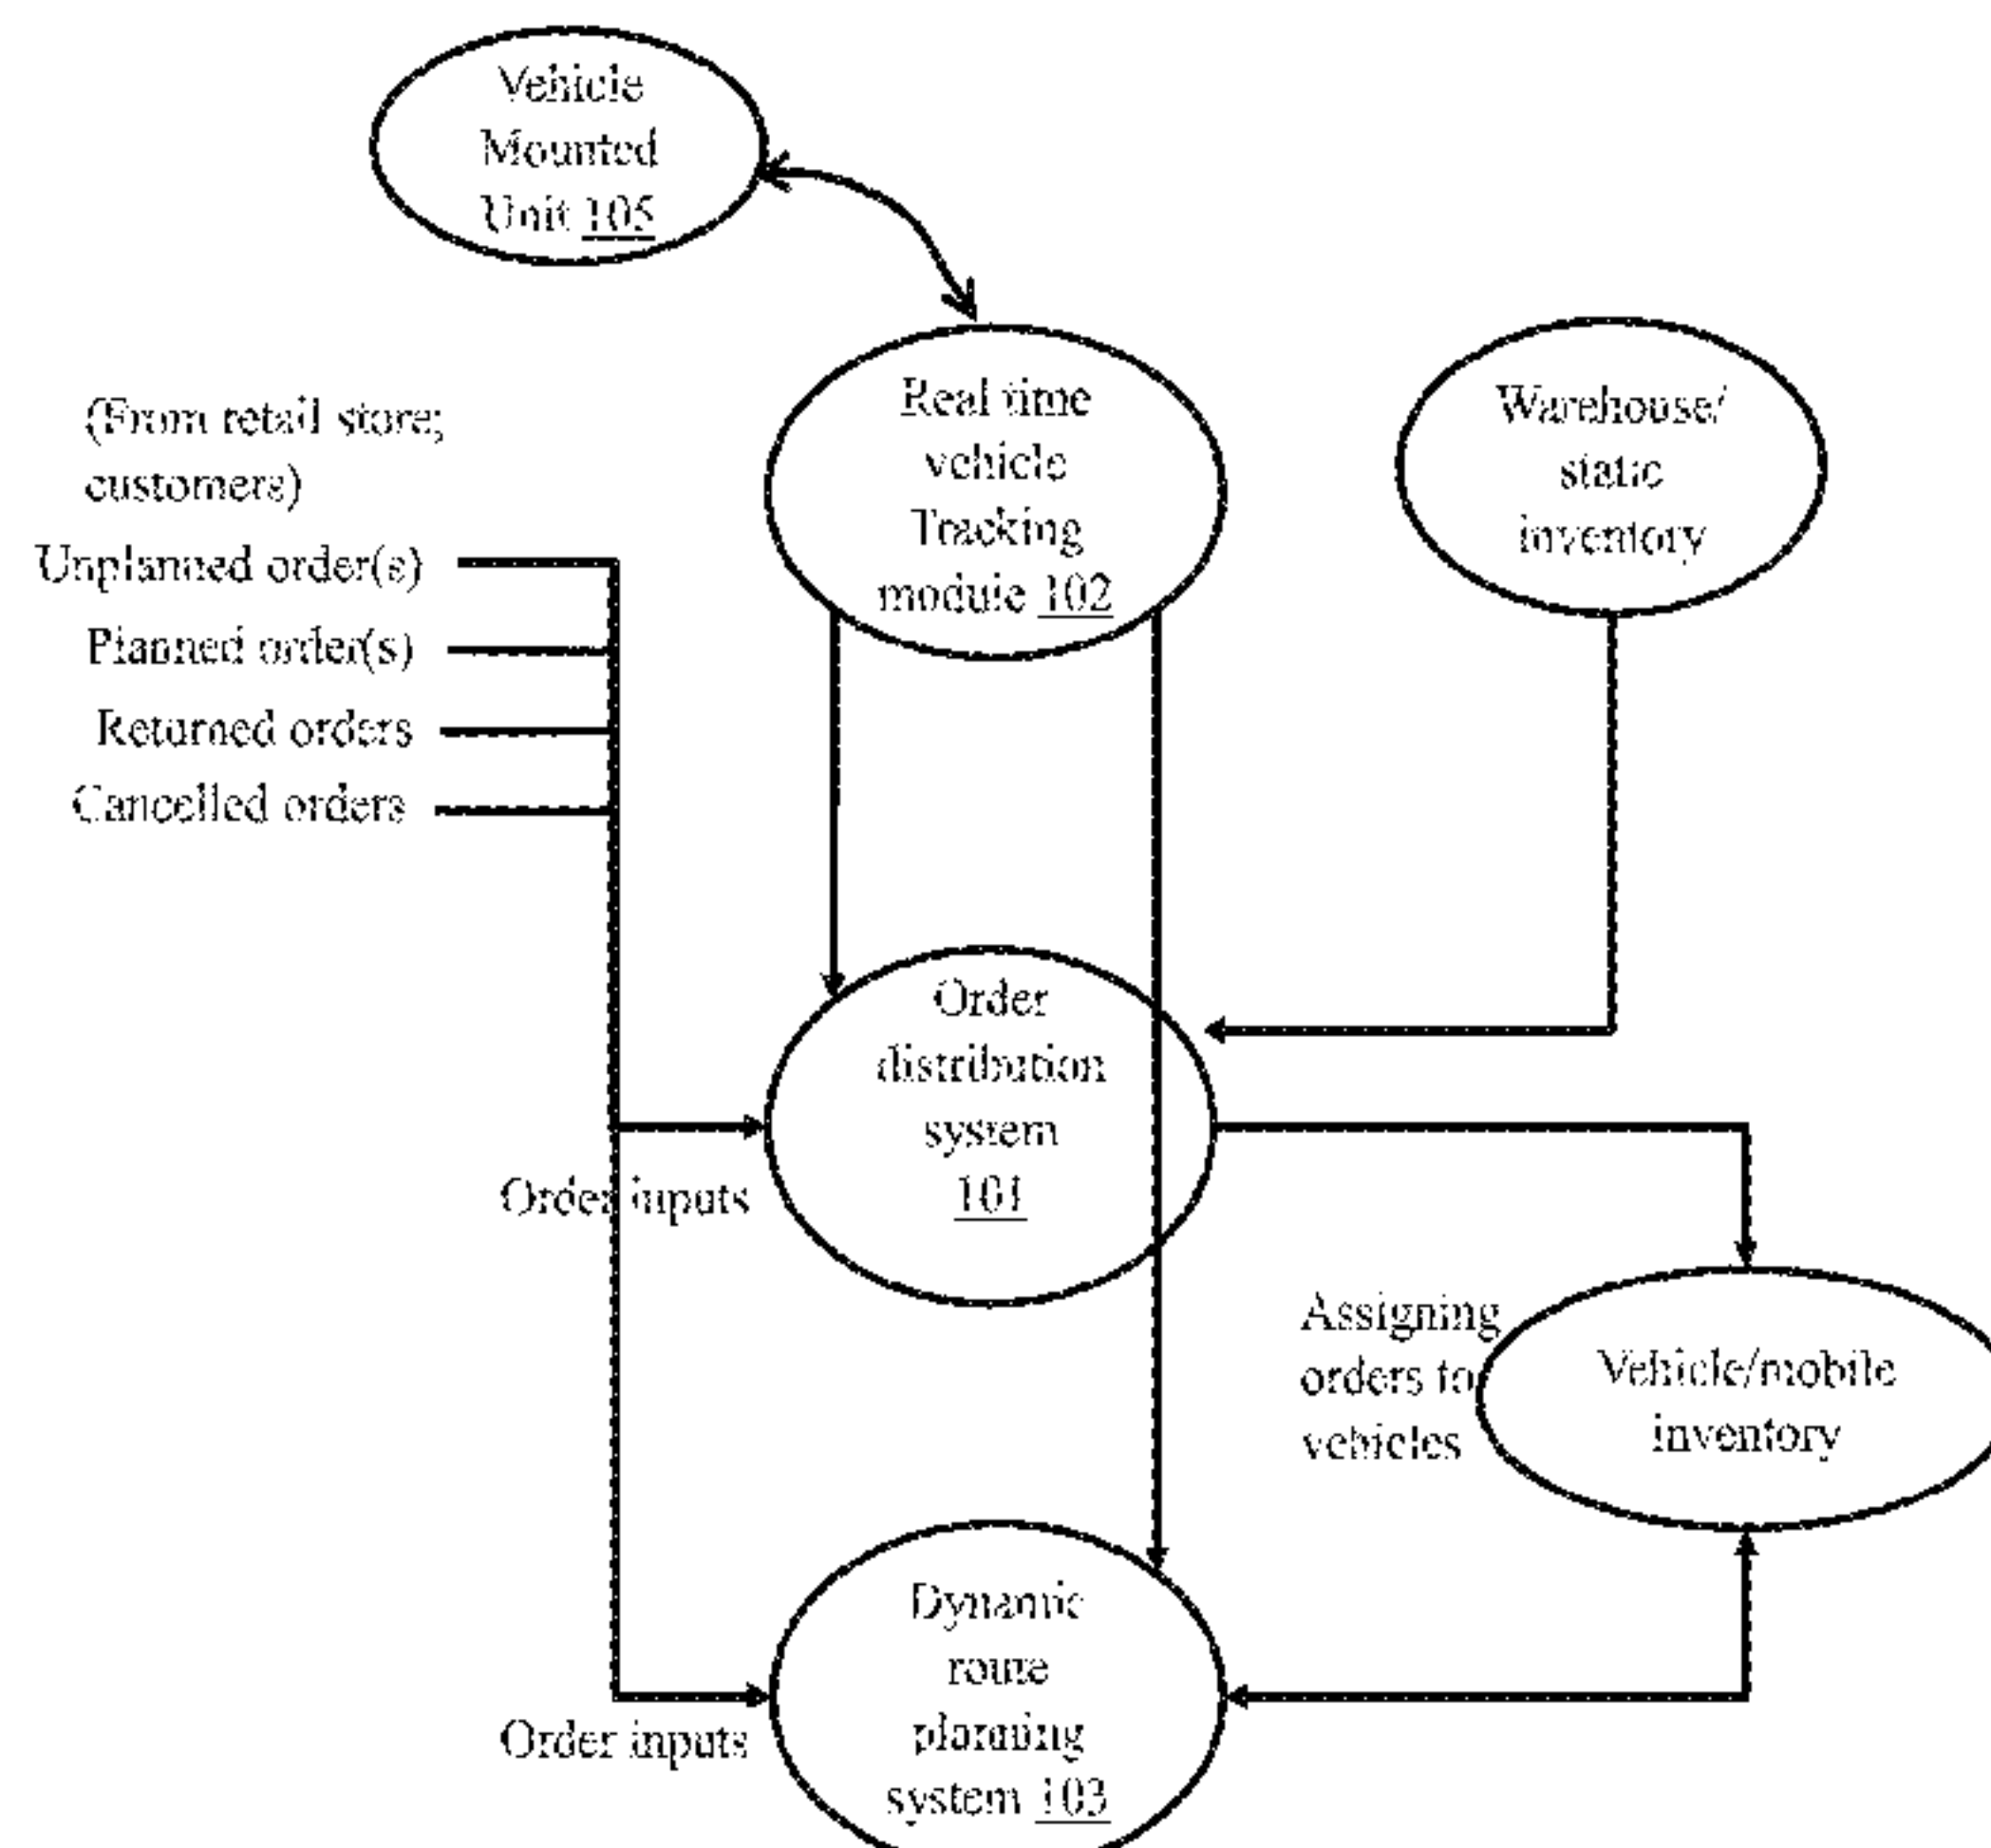 Vehicle
Mounted
Unit 105
(From retail store;
customers)
Unplanned order(s)
Planned order(s)
Returned orders
Cancelled orders
Real time
vehicle
Tracking
module 102
Warehouse/
static
inventory
Order
distribution
system
101
Order inputs
Assigning
orders to
vehicles
Vehicle/mobile
inventory
Dynamic
route
planning
system 103
Order inputs